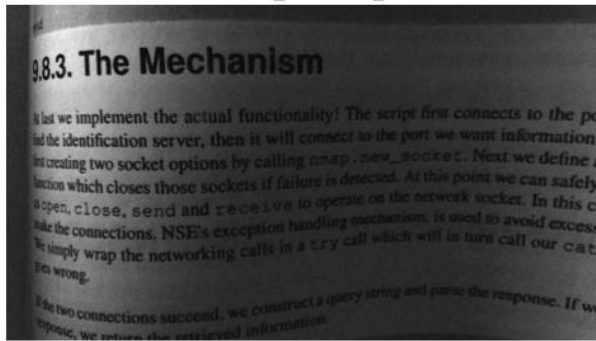 end
9.8.3. The Mechanism
At last we implement the actual functionality! The script first connects to the po
find the identification server, then it will connect to the port we want information
first creating two socket options by calling nmap.new_socket. Next we define a
function which closes those sockets if failure is detected. At this point we can safely
as open, close, send and receive to operate on the network socket. In this c
make the connections. NSE's exception handling mechanism. is used to avoid excess
We simply wrap the networking calls in a try call which will in turn call our cat
goes wrong.
If the two connections succeed, we construct a query string and parse the response. If we
response, we return the retrieved information.